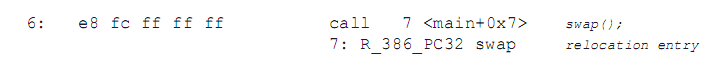 6: e8 fc ff ff ff call 7 <main+0x7> swap();
7: R_386_PC32 swap relocation entry